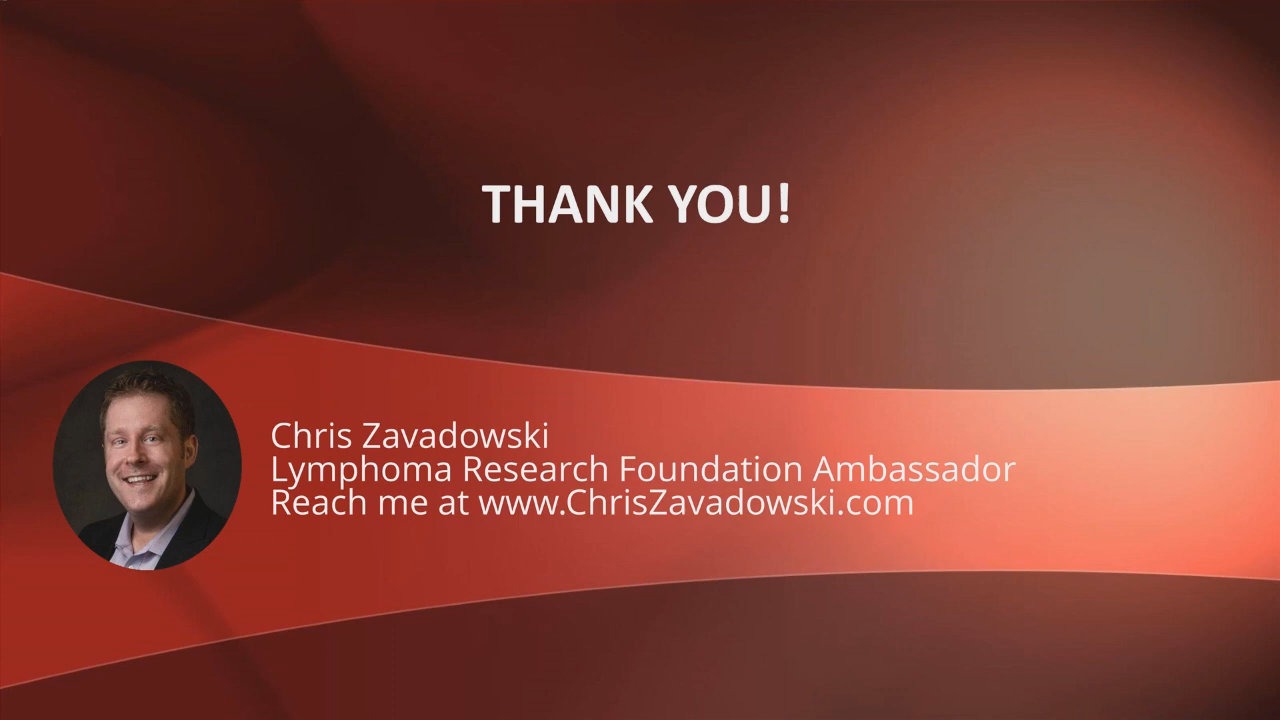 THANK YOU!
Chris Zavadowski
Lymphoma Research Foundation Ambassador
Reach me at www.ChrisZavadowski.com